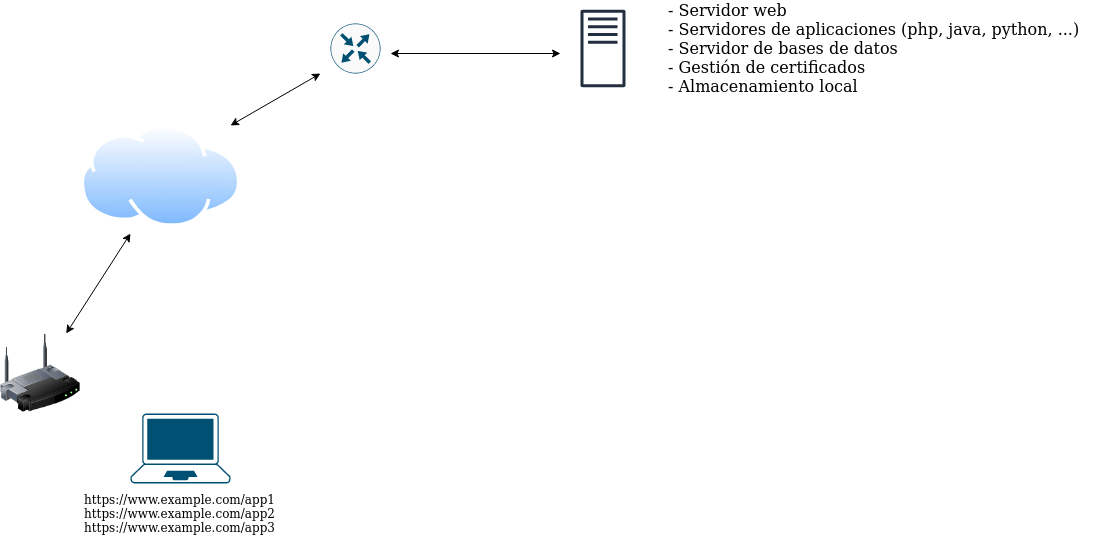 - Servidor web
- Servidores de aplicaciones (php, java, python, ...)
- Servidor de bases de datos
- Gestión de certificados
- Almacenamiento local
https://www.example.com/app1
https://www.example.com/app2
https://www.example.com/app3